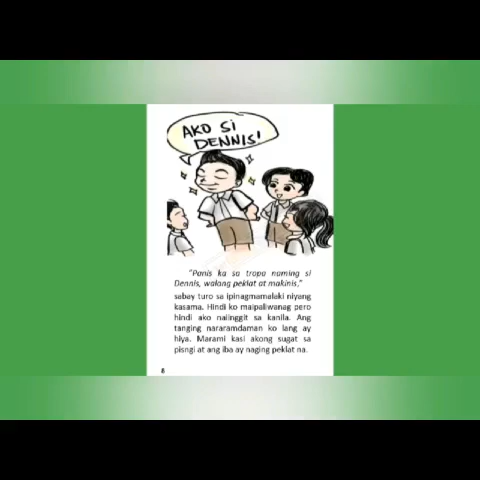 AKO SI
DENNIS!
"Panis ka sa tropa naming si
Dennis, walang peklat at makinis,"
sabay turo sa ipinagmamalaki niyang
kasama. Hindi ko maipaliwanag pero
hindi ako naiinggit sa kanila. Ang
tanging nararamdaman ko lang ay
hiya. Marami kasi akong sugat sa
pisngi at ang iba ay naging peklat na.
8